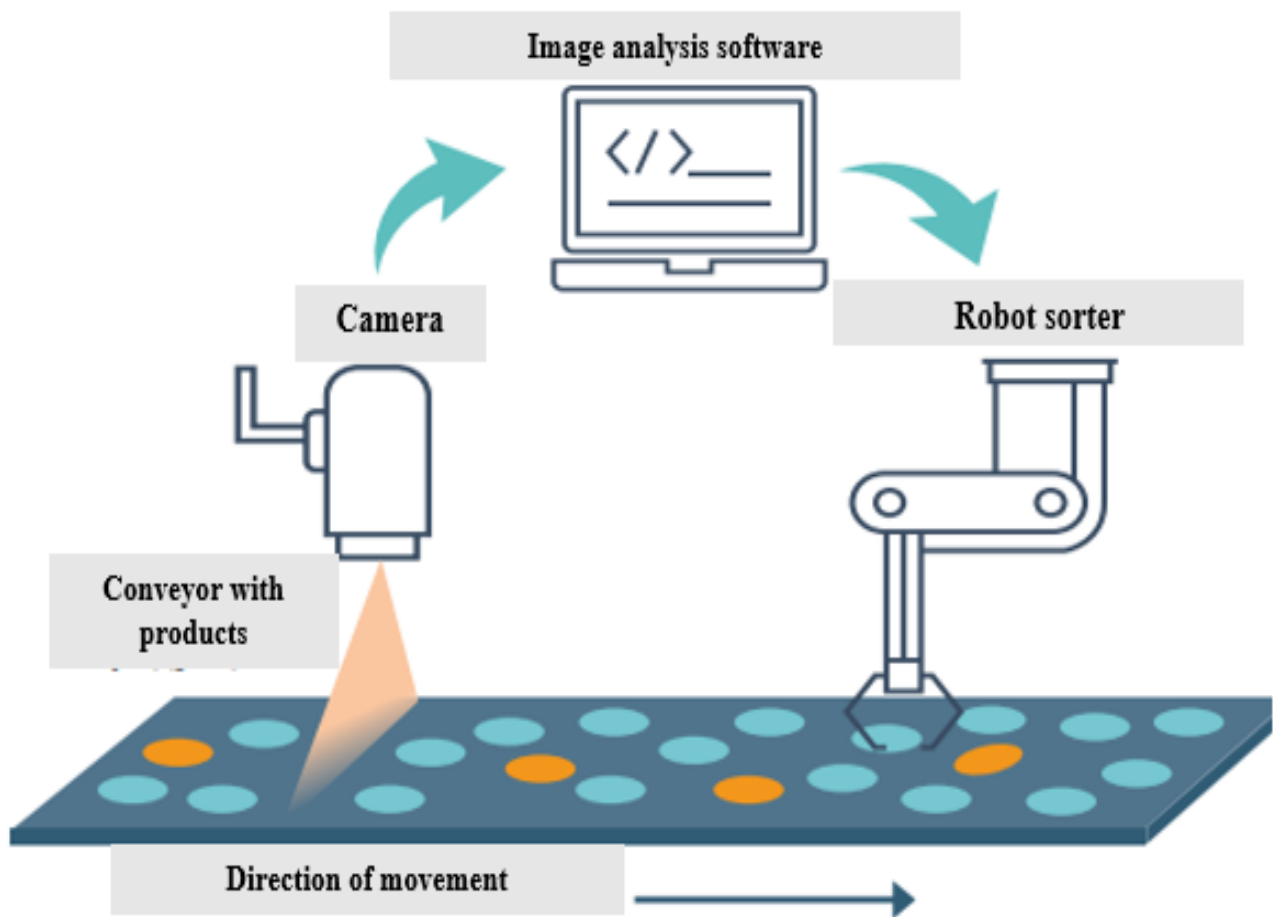 Image analysis software
Camera
Robot sorter
Conveyor with
products
Direction of movement